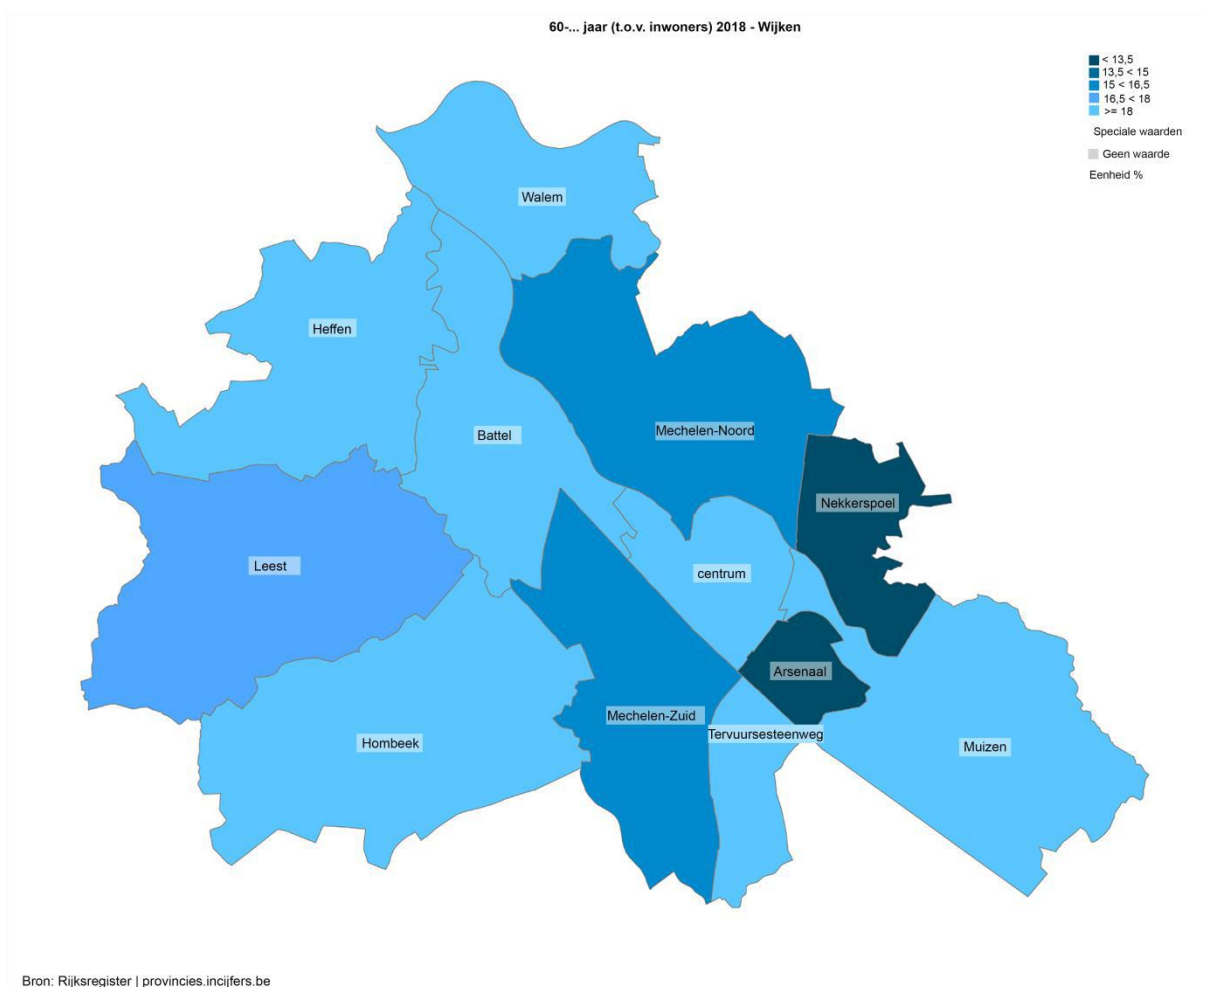 60-... jaar (t.o.v. inwoners) 2018 - Wijken
< 13,5
13,5 < 15
15 < 16,5
16,5 < 18
>= 18
Speciale waarden
Geen waarde
Eenheid %
Walem
Heffen
Battel
Mechelen-Noord
Nekkerspoel
Leest
centrum
Arsenaal
Mechelen-Zuid
Tervuursesteenweg
Hombeek
Muizen
Bron: Rijksregister | provincies.incijfers.be